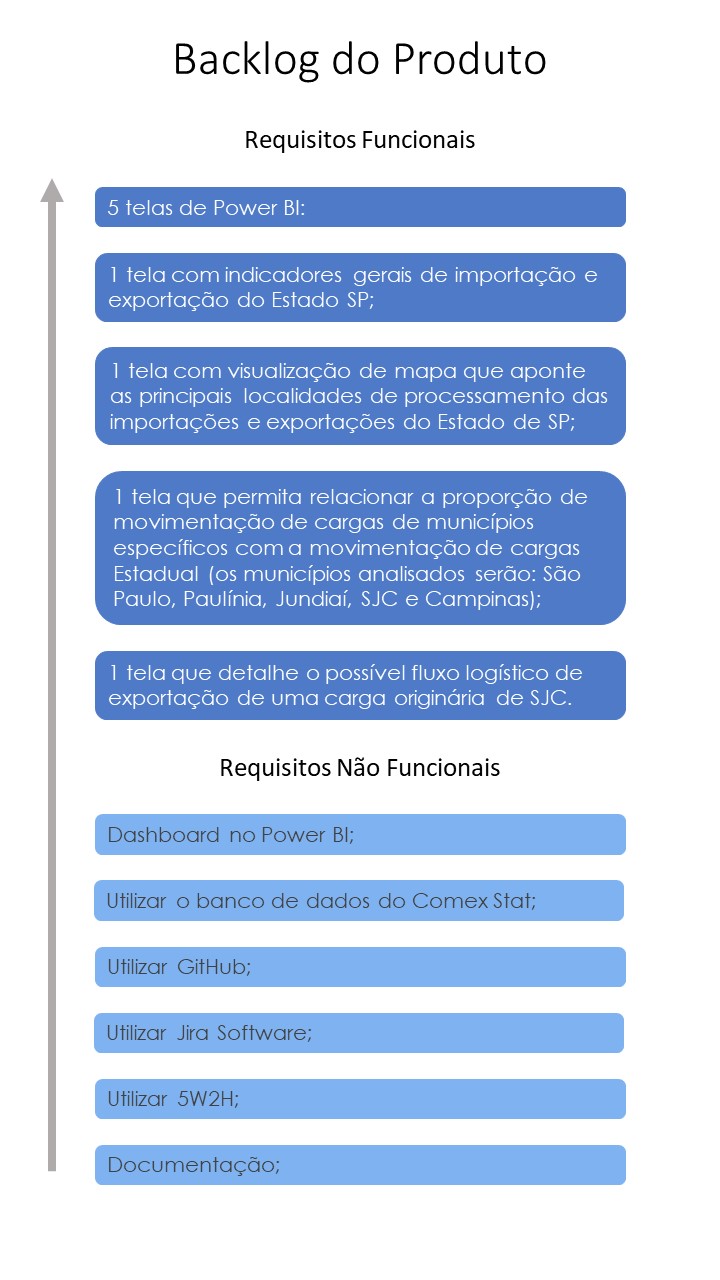 Backlog do Produto
Requisitos Funcionais
5 telas de Power BI:
1 tela com indicadores gerais de importação e
exportação do Estado SP;
1 tela com visualização de mapa que aponte
as principais localidades de processamento das
importações e exportações do Estado de SP;
1 tela que permita relacionar a proporção de
movimentação de cargas de municípios
específicos com a movimentação de cargas
Estadual (os municípios analisados serão: São
Paulo, Paulínia, Jundiaí, SJC e Campinas);
1 tela que detalhe o possível fluxo logístico de
exportação de uma carga originária de SJC.
Requisitos Não Funcionais
Dashboard no Power BI;
Utilizar o banco de dados do Comex Stat;
Utilizar GitHub;
Utilizar Jira Software;
Utilizar 5W2H;
Documentação;